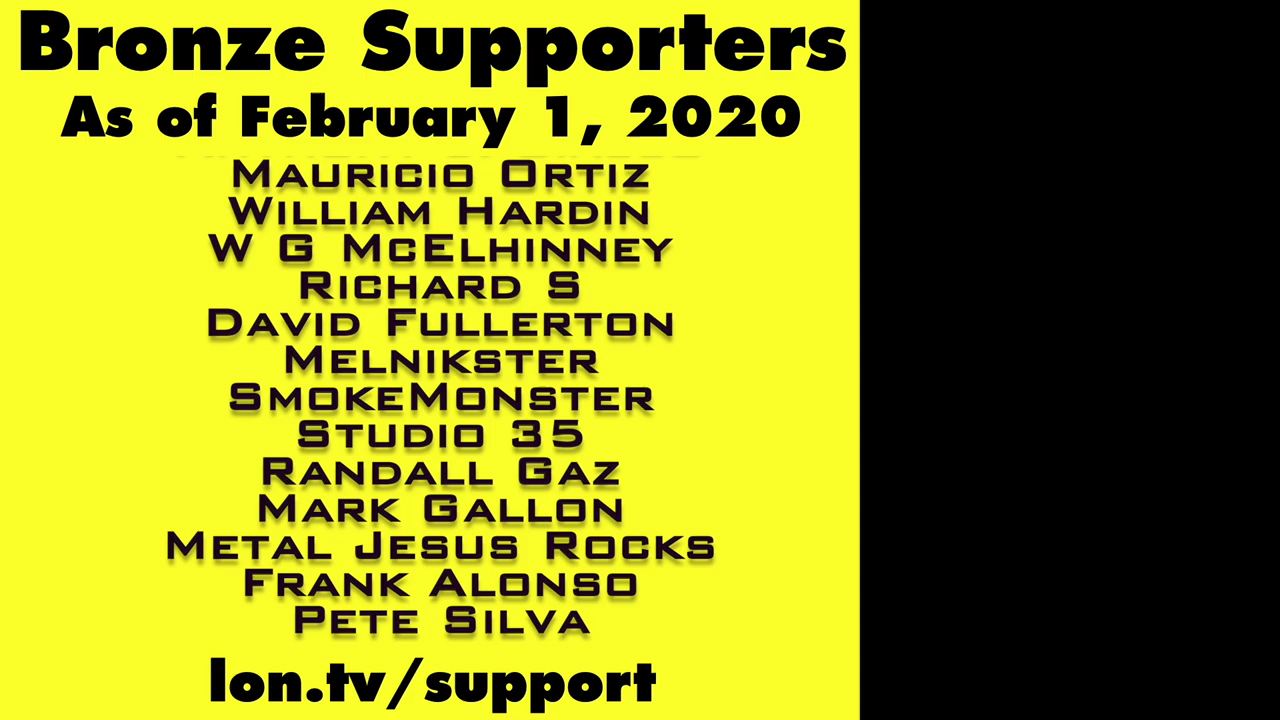 Bronze Supporters
As of February 1, 2020
Mauricio Ortiz
William Hardin
W G McElhinney
Richard S
David Fullerton
Melnikster
SmokeMonster
Studio 35
Randall Gaz
Mark Gallon
Metal Jesus Rocks
Frank Alonso
Pete Silva
lon.tv/support